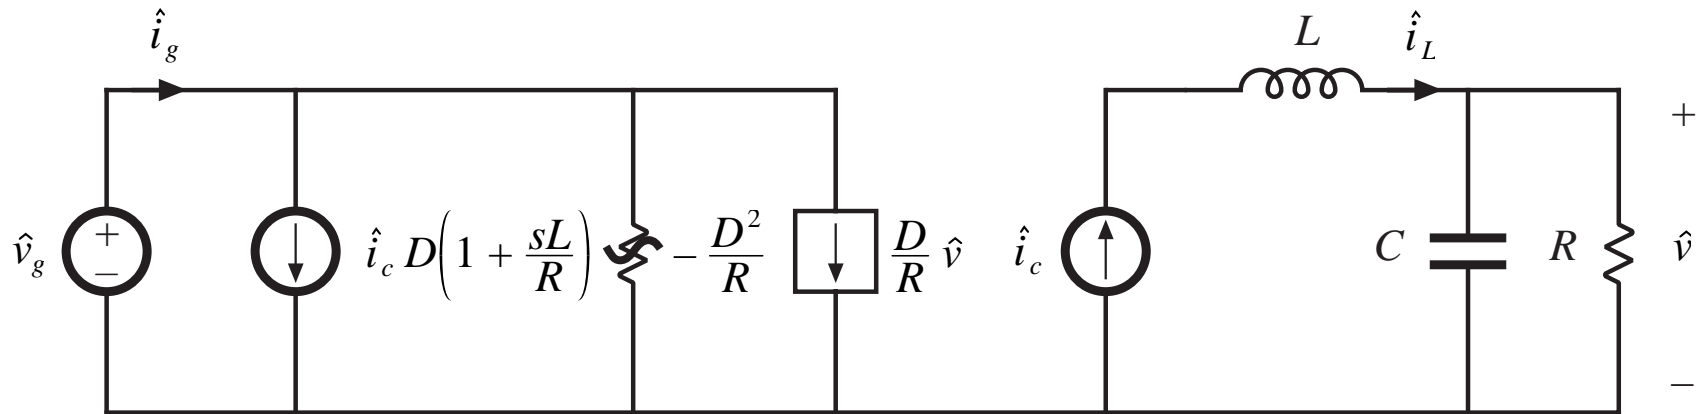 î_g
L
î_L
+
v̂_g
+
−
î_c D(1 + sL/R)
− D²/R
D/R v̂
î_c
C
R
v̂
−